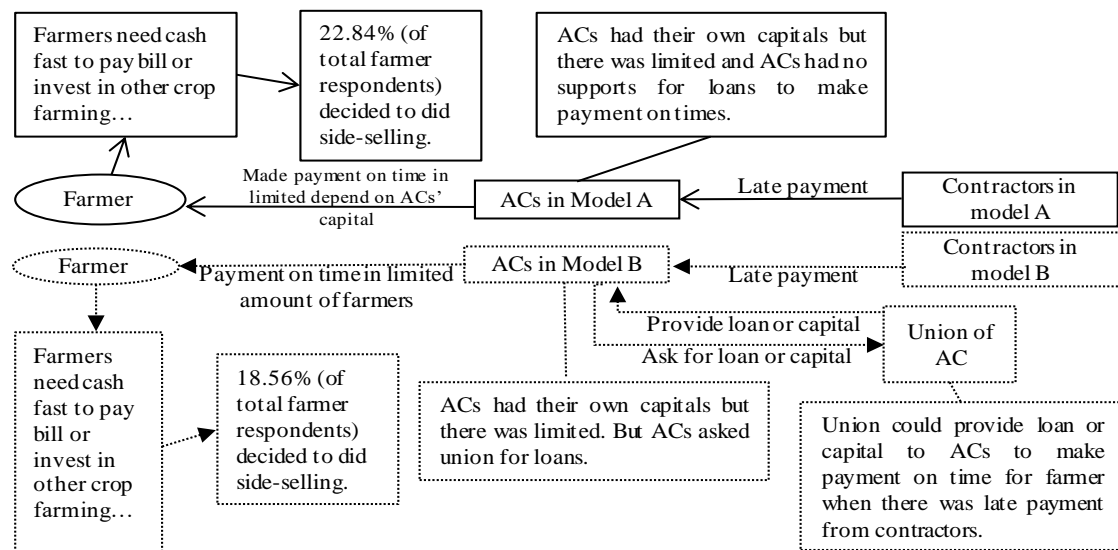 Farmers need cash
fast to pay bill or
invest in other crop
farming…
22.84% (of
total farmer
respondents)
decided to did
side-selling.
ACs had their own capitals but
there was limited and ACs had no
supports for loans to make
payment on times.
Farmer
Made payment on time in
limited depend on ACs’
capital
ACs in Model A
Late payment
Contractors in
model A
Farmer
Payment on time in limited
amount of farmers
ACs in Model B
Late payment
Contractors in
model B
Provide loan or capital
Ask for loan or capital
Union of
AC
Farmers
need cash
fast to pay
bill or
invest in
other crop
farming…
18.56% (of
total farmer
respondents)
decided to did
side-selling.
ACs had their own capitals but
there was limited. But ACs asked
union for loans.
Union could provide loan or
capital to ACs to make
payment on time for farmer
when there was late payment
from contractors.